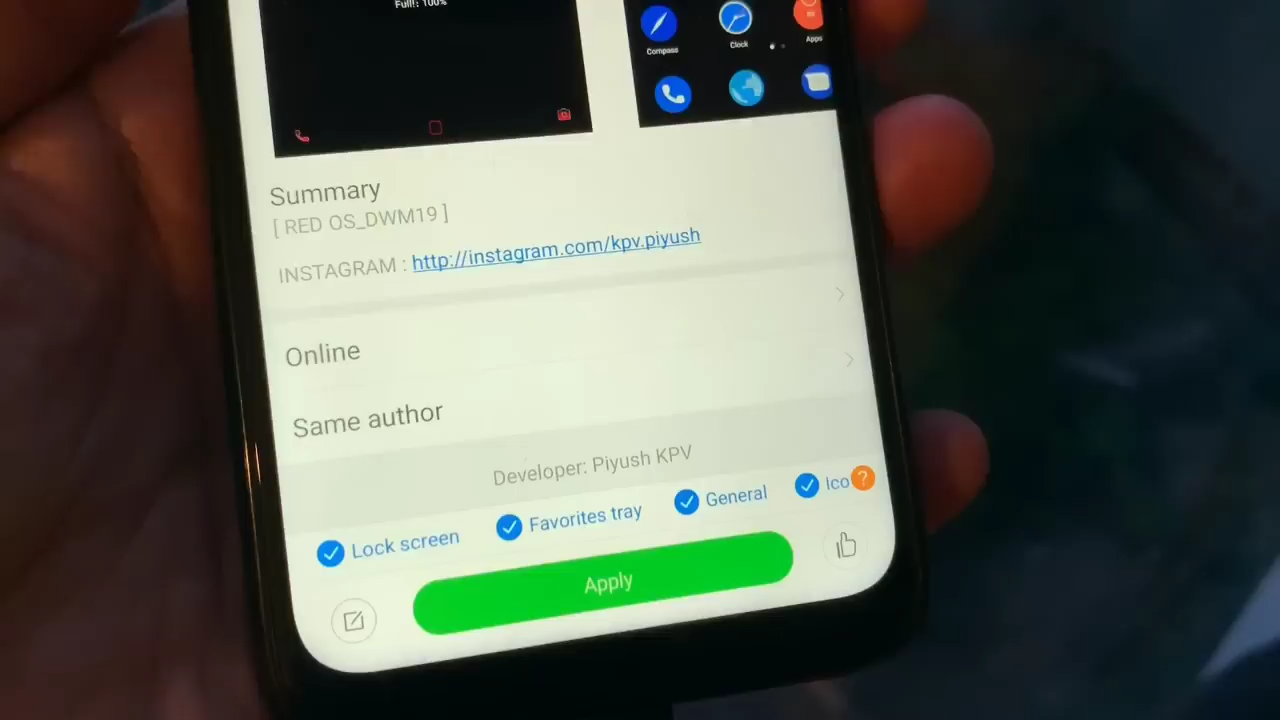 Full!: 100%
Compass
Clock
Apps
Summary
[ RED OS_DWM19 ]
INSTAGRAM : http://instagram.com/kpv.piyush
Online
Same author
Developer: Piyush KPV
Lock screen
Favorites tray
General
Ico
?
Apply